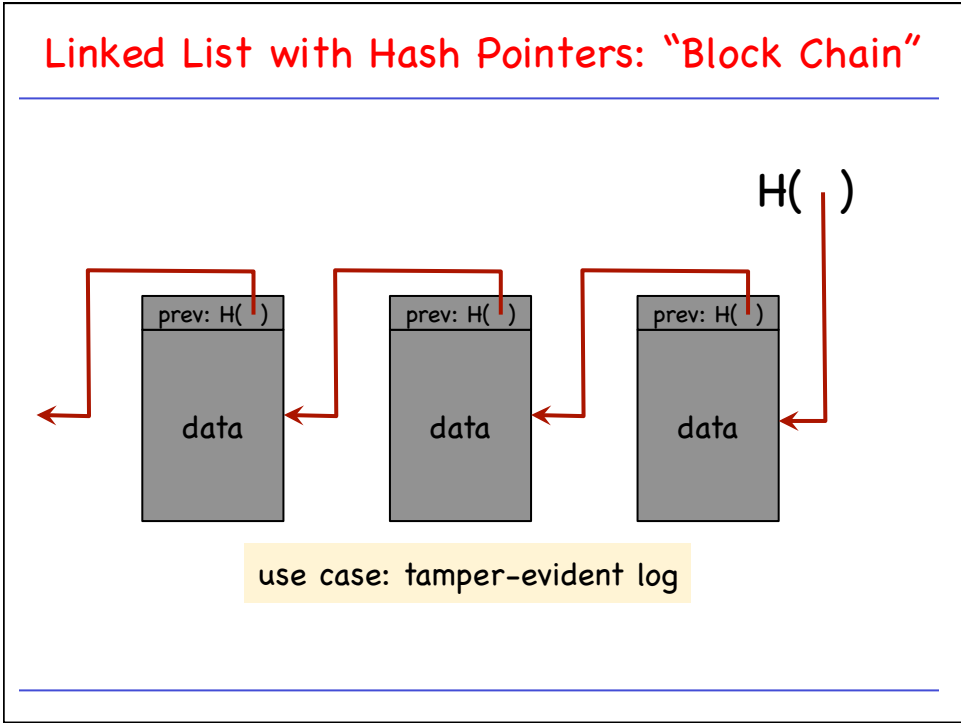 Linked List with Hash Pointers: “Block Chain”
H( )
prev: H( )
prev: H( )
prev: H( )
data
data
data
use case: tamper-evident log